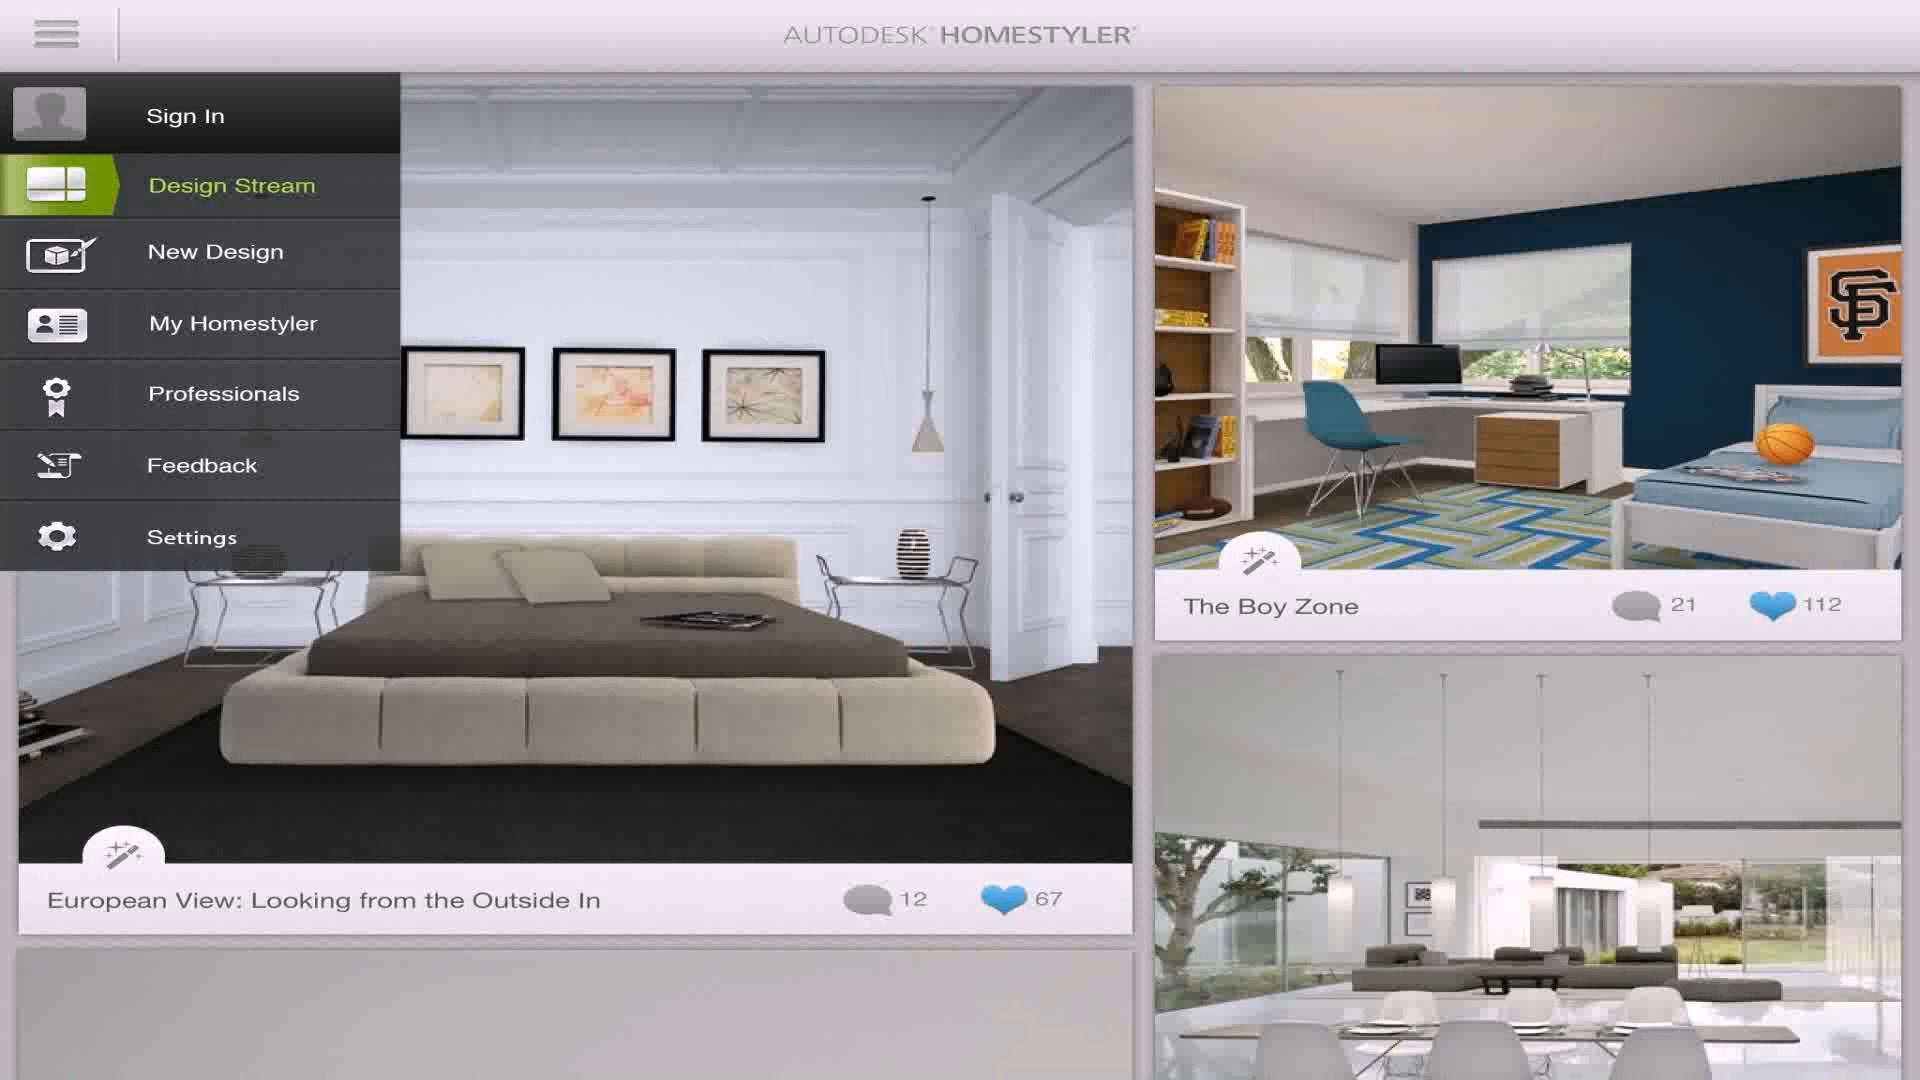 AUTODESK® HOMESTYLER®
Sign In
Design Stream
New Design
My Homestyler
Professionals
Feedback
Settings
SF
The Boy Zone
21
112
European View: Looking from the Outside In
12
67